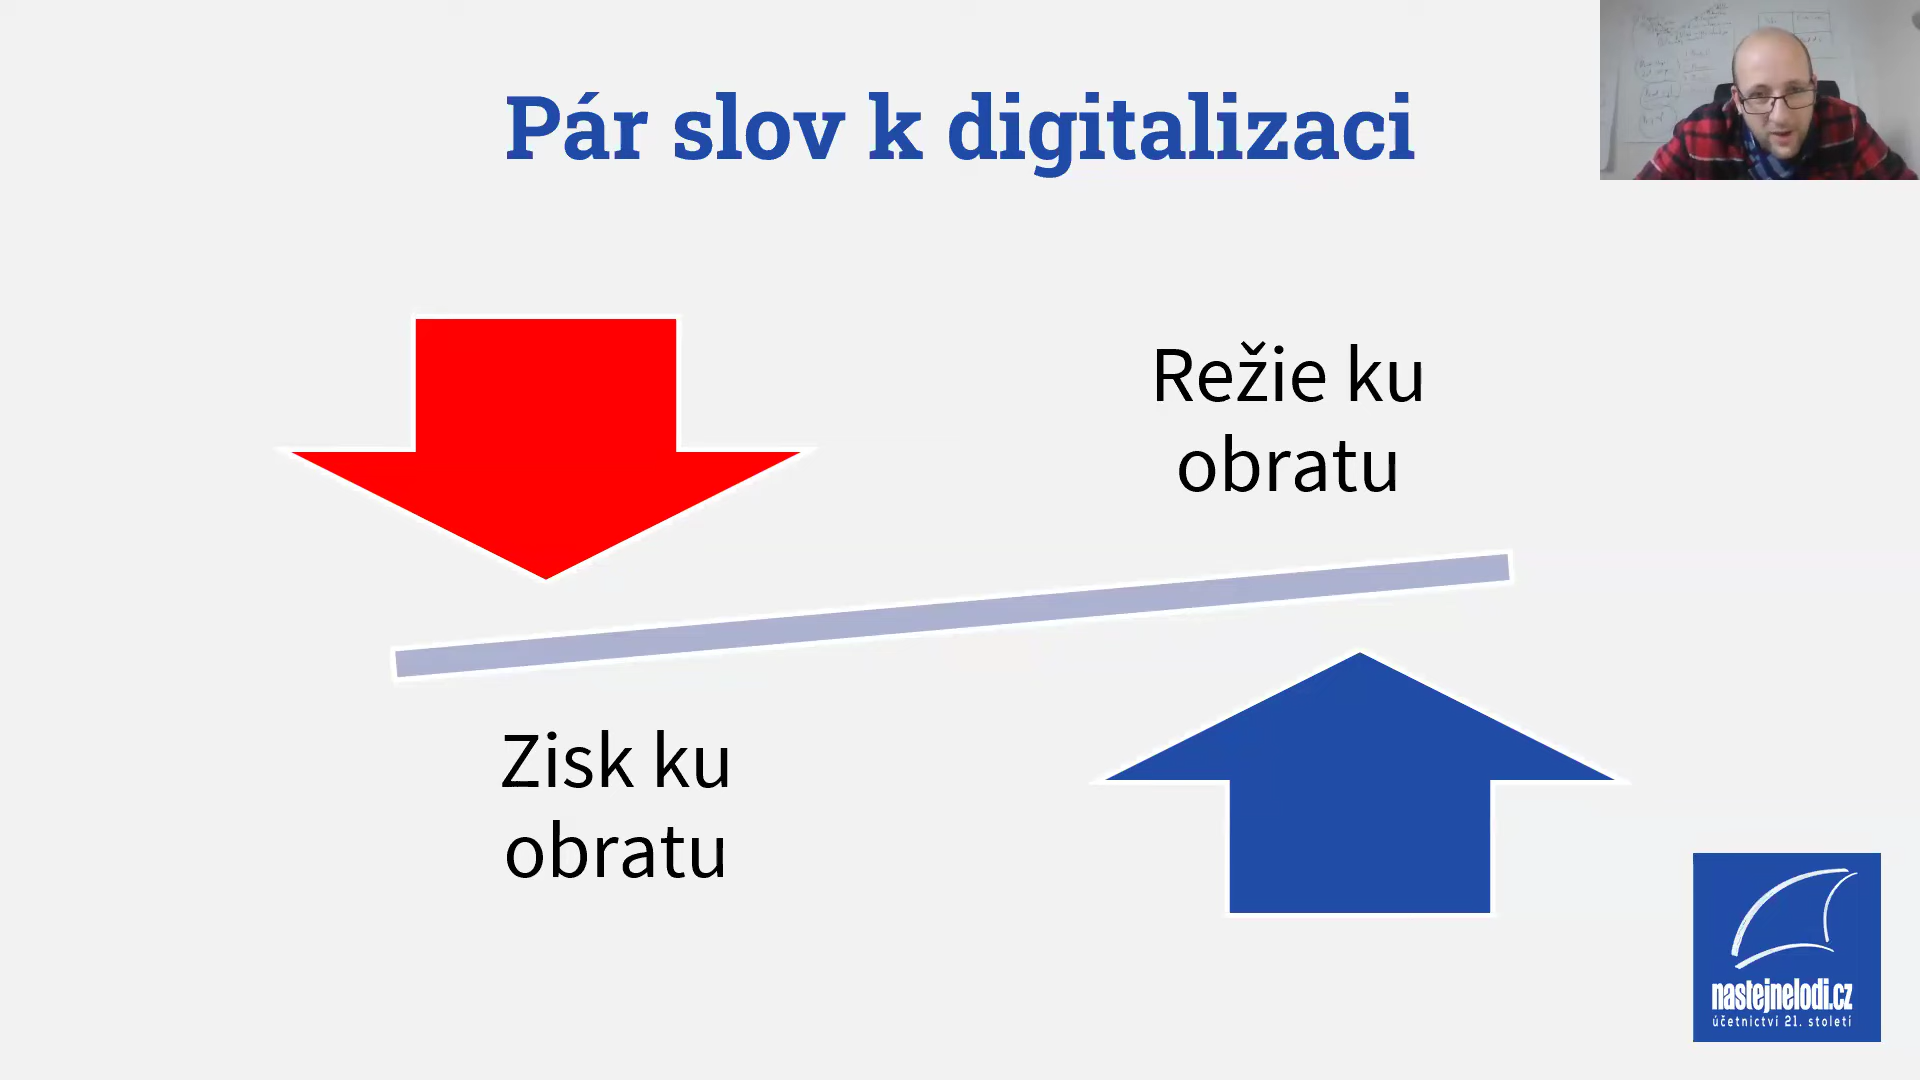 Pár slov k digitalizaci
Režie ku
obratu
Zisk ku
obratu
nastejnelodi.cz
účetnictví 21. století